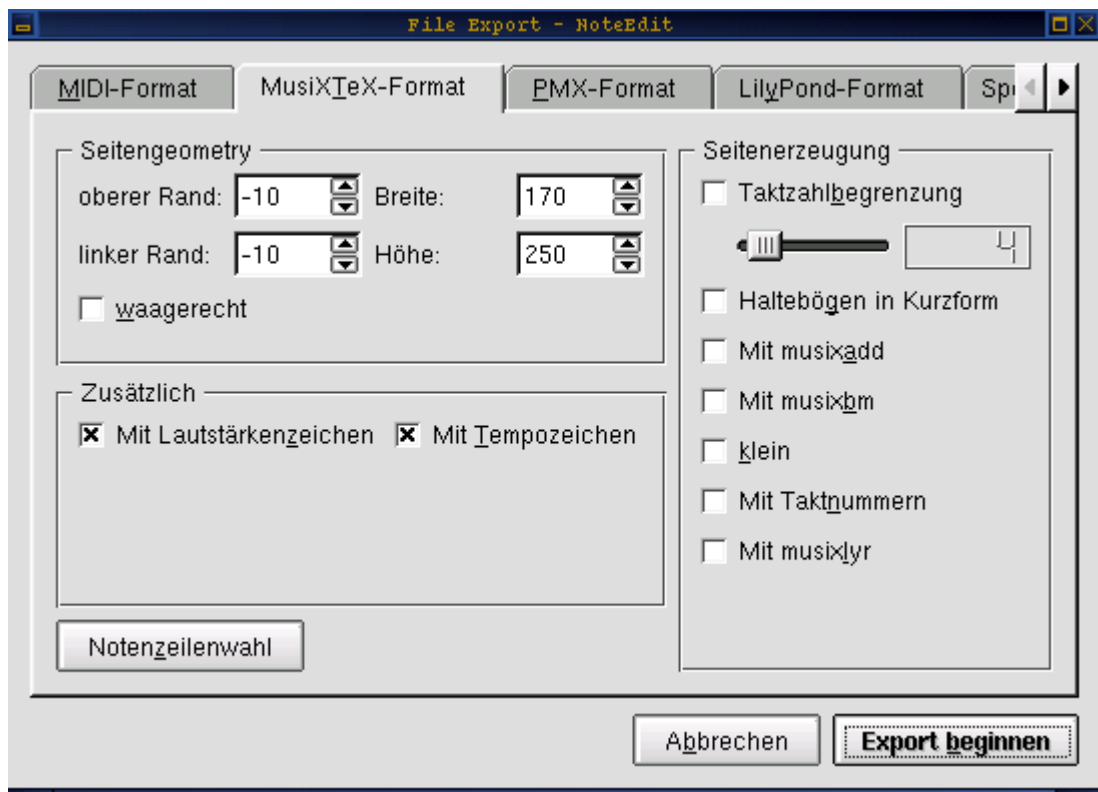 File Export - NoteEdit
MIDI-Format MusiXTeX-Format PMX-Format LilyPond-Format
Seitengeometry
oberer Rand: -10 Breite: 170
linker Rand: -10 Höhe: 250
waagerecht
Zusätzlich
Mit Lautstärkenzeichen Mit Tempozeichen
Notenzeilenwahl
Seitenerzeugung
Taktzahlbegrenzung
4
Haltebögen in Kurzform
Mit musixadd
Mit musixbm
klein
Mit Taktnummern
Mit musixlyr
Abbrechen Export beginnen